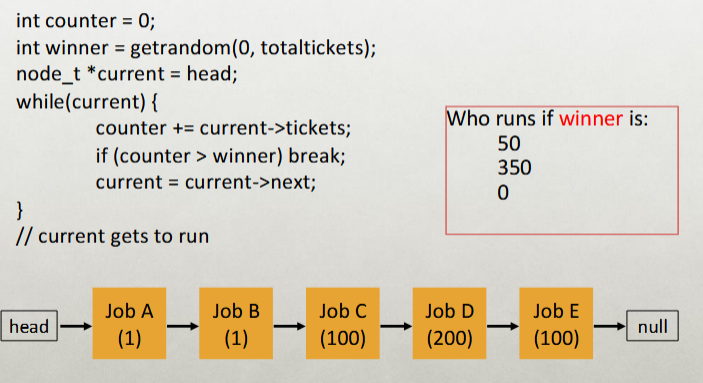 int counter = 0;
int winner = getrandom(0, totaltickets);
node_t *current = head;
while(current) {
counter += current->tickets;
if (counter > winner) break;
current = current->next;
}
// current gets to run
Who runs if winner is:
50
350
0
head
Job A
(1)
Job B
(1)
Job C
(100)
Job D
(200)
Job E
(100)
null